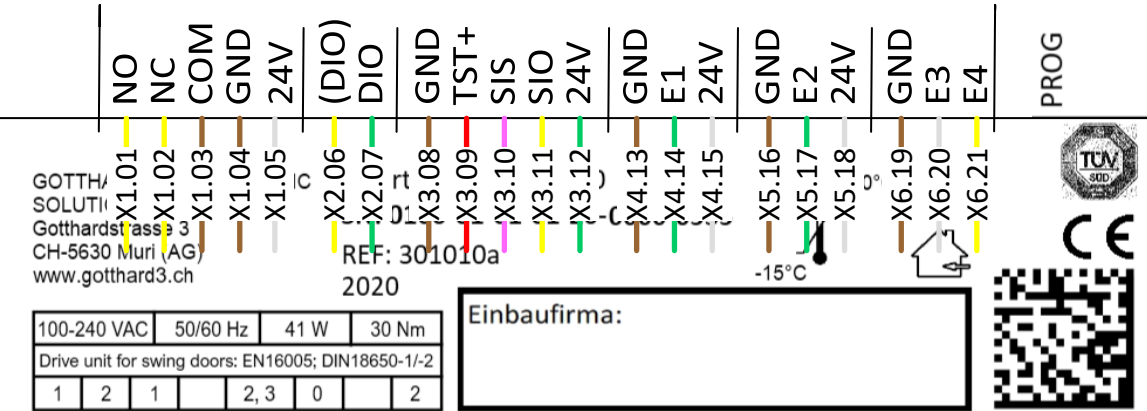 NO NC COM GND 24V (DIO) DIO GND TST+ SIS SIO 24V GND E1 24V GND E2 24V GND E3 E4 PROG
X1.01 X1.02 X1.03 X1.04 X1.05 X2.06 X2.07 X3.08 X3.09 X3.10 X3.11 X3.12 X4.13 X4.14 X4.15 X5.16 X5.17 X5.18 X6.19 X6.20 X6.21
TÜV
SÜD
Gotthardstrasse 3
CH-5630 Muri (AG)
www.gotthard3.ch
REF: 301010a
2020
-15°C
CE
100-240 VAC 50/60 Hz 41 W 30 Nm
Drive unit for swing doors: EN16005; DIN18650-1/-2
1 2 1 2, 3 0 2
Einbaufirma: